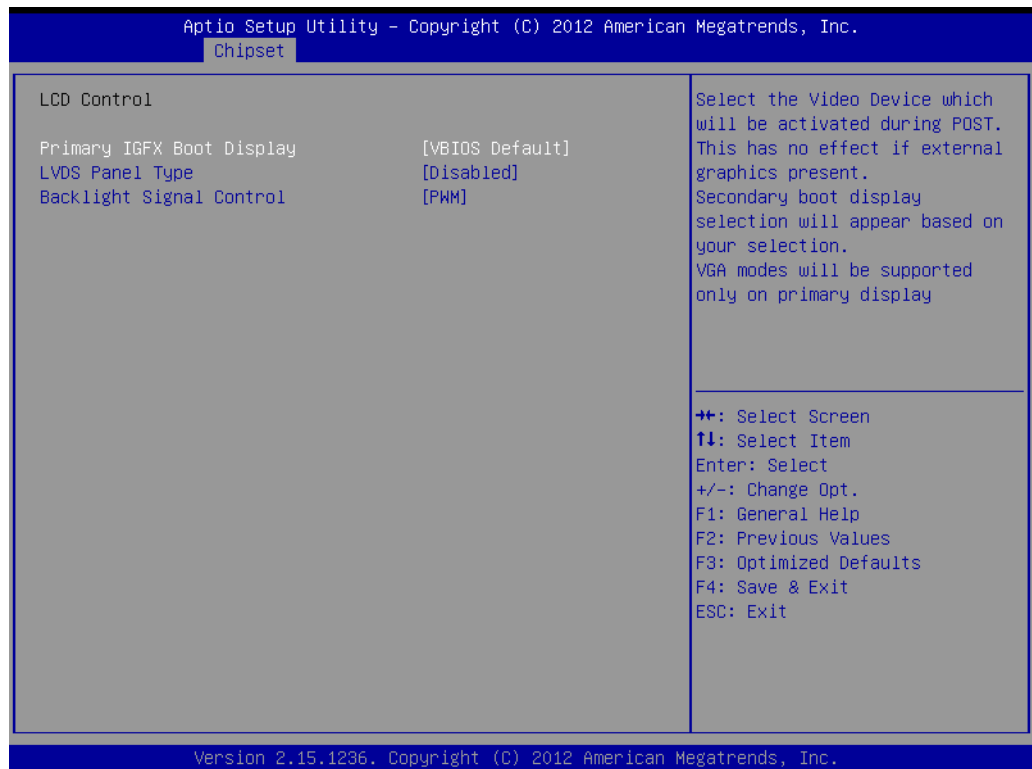 Aptio Setup Utility – Copyright (C) 2012 American Megatrends, Inc.
Chipset
LCD Control
Primary IGFX Boot Display [VBIOS Default]
LVDS Panel Type [Disabled]
Backlight Signal Control [PWM]
Select the Video Device which
will be activated during POST.
This has no effect if external
graphics present.
Secondary boot display
selection will appear based on
your selection.
VGA modes will be supported
only on primary display
→←: Select Screen
↑↓: Select Item
Enter: Select
+/-: Change Opt.
F1: General Help
F2: Previous Values
F3: Optimized Defaults
F4: Save & Exit
ESC: Exit
Version 2.15.1236. Copyright (C) 2012 American Megatrends, Inc.